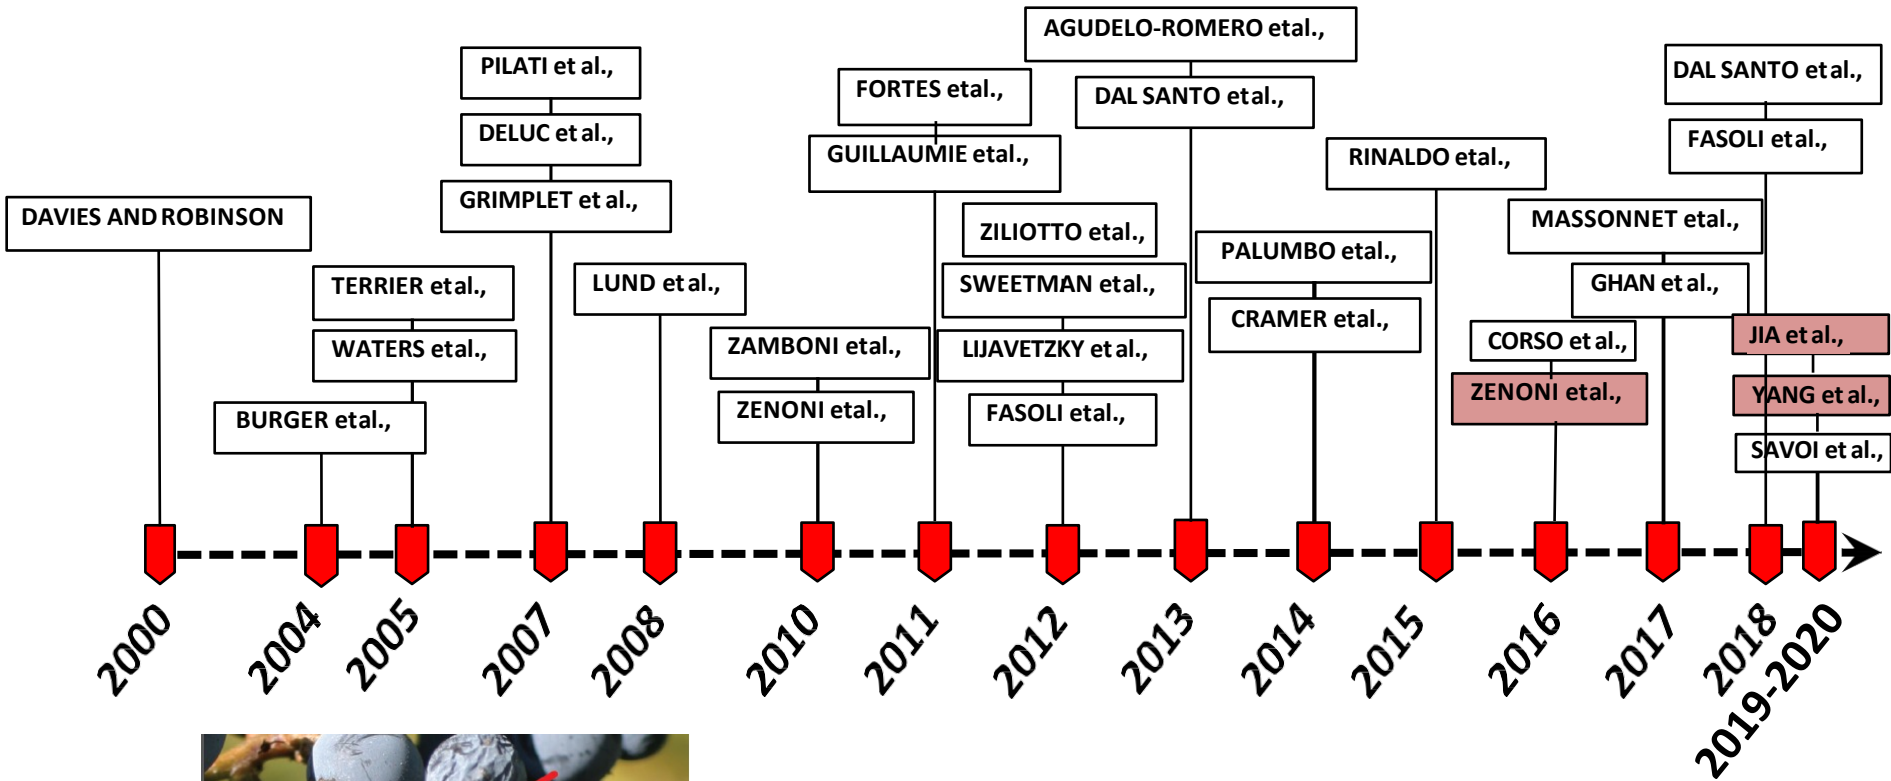 AGUDELO-ROMERO etal.,
PILATI et al.,
DAL SANTO et al.,
FORTES etal.,
DAL SANTO etal.,
DELUC et al.,
FASOLI etal.,
GUILLAUMIE etal.,
RINALDO etal.,
GRIMPLET et al.,
DAVIES AND ROBINSON
MASSONNET etal.,
ZILIOTTO etal.,
PALUMBO etal.,
TERRIER etal.,
LUND et al.,
SWEETMAN etal.,
GHAN et al.,
CRAMER etal.,
WATERS etal.,
ZAMBONI etal.,
LIJAVETZKY et al.,
CORSO et al.,
JIA et al.,
BURGER etal.,
ZENONI etal.,
FASOLI etal.,
ZENONI etal.,
YANG et al.,
SAVOI et al.,
2000
2004
2005
2007
2008
2010
2011
2012
2013
2014
2015
2016
2017
2018
2019-2020